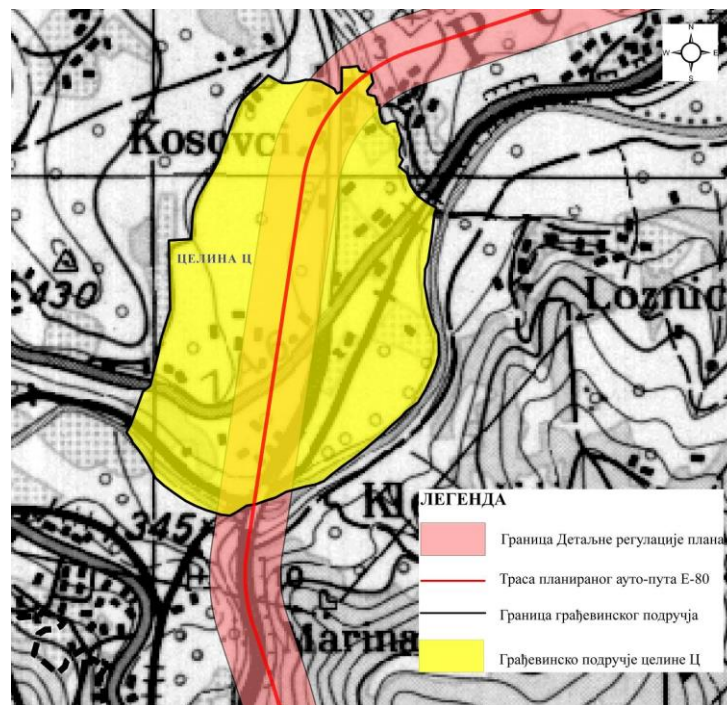 N
W E
S
3
Kosovci
ЦЕЛИНА Ц
430
Loznic
345
Marina
ЛЕГЕНДА
Граница Детаљне регулације плана
Траса планираног ауто-пута Е-80
Граница грађевинског подручја
Грађевинско подручје целине Ц